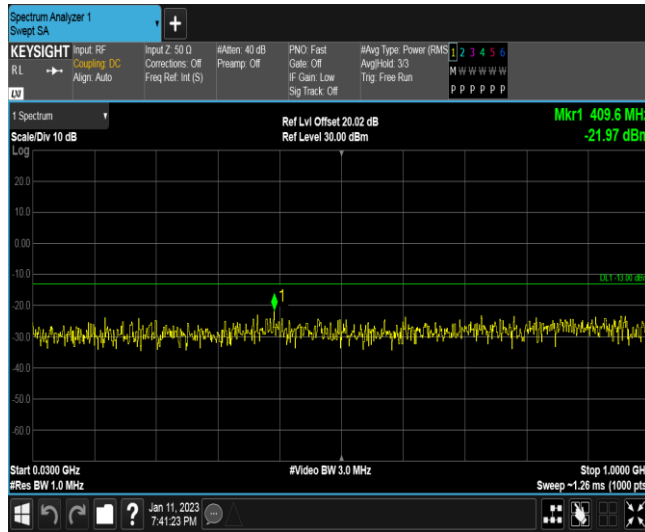 Spectrum Analyzer 1
Swept SA
+
KEYSIGHT
RL
LXI
Input: RF
Coupling: DC
Align: Auto
Input Z: 50 Ω
Corrections: Off
Freq Ref: Int (S)
#Atten: 40 dB
Preamp: Off
PNO: Fast
Gate: Off
IF Gain: Low
Sig Track: Off
#Avg Type: Power (RMS
Avg|Hold: 3/3
Trig: Free Run
1 2 3 4 5 6
M W W W W W
P P P P P P
1 Spectrum
Scale/Div 10 dB
Ref Lvl Offset 20.02 dB
Ref Level 30.00 dBm
Mkr1 409.6 MH
-21.97 dBm
Log
20.0
10.0
0.00
-10.0
DL1 -13.00 dBm
1
-20.0
-30.0
-40.0
-50.0
-60.0
Start 0.0300 GHz
#Res BW 1.0 MHz
#Video BW 3.0 MHz
Stop 1.0000 GH
Sweep ~1.26 ms (1000 pts
?
Jan 11, 2023
7:41:23 PM